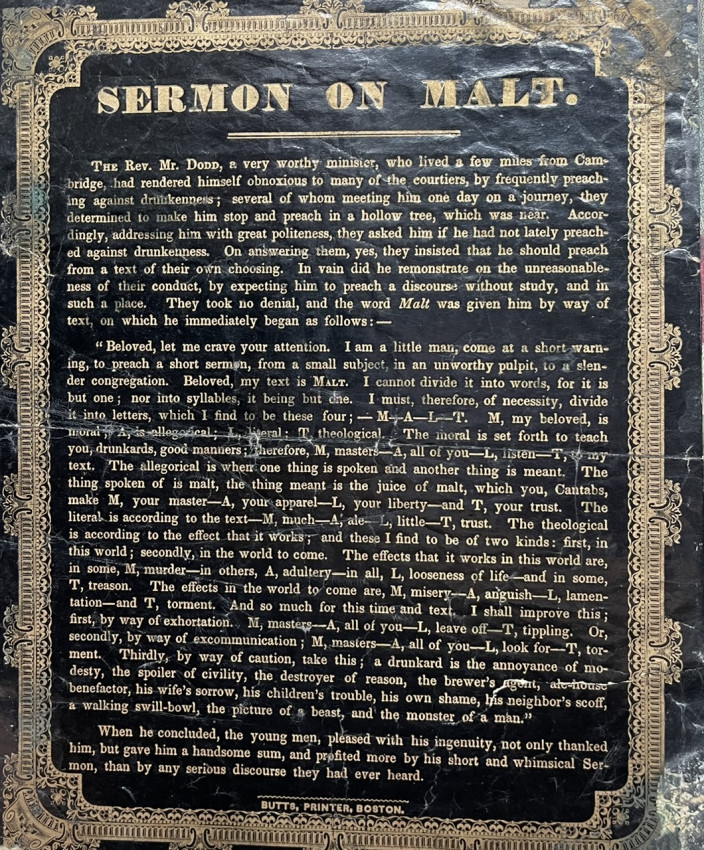 SERMON ON MALT.
THE REV. MR. DODD, a very worthy minister, who lived a few miles from Cam-
bridge, had rendered himself obnoxious to many of the courtiers, by frequently preach-
ing against drunkenness; several of whom meeting him one day on a journey, they
determined to make him stop and preach in a hollow tree, which was near. Accor-
dingly, addressing him with great politeness, they asked him if he had not lately preach-
ed against drunkenness. On answering them, yes, they insisted that he should preach
from a text of their own choosing. In vain did he remonstrate on the unreasonable-
ness of their conduct, by expecting him to preach a discourse without study, and in
such a place. They took no denial, and the word Malt was given him by way of
text, on which he immediately began as follows:—
"Beloved, let me crave your attention. I am a little man, come at a short warn-
ing, to preach a short sermon, from a small subject, in an unworthy pulpit, to a slen-
der congregation. Beloved, my text is MALT. I cannot divide it into words, for it is
but one; nor into syllables, it being but one. I must, therefore, of necessity, divide
it into letters, which I find to be these four;—M—A—L—T. M, my beloved, is
moral; A, is allegorical; L, literal; T, theological. The moral is set forth to teach
you, drunkards, good manners; therefore, M, masters—A, all of you—L, listen—T, to my
text. The allegorical is when one thing is spoken and another thing is meant. The
thing spoken of is malt, the thing meant is the juice of malt, which you, Cantabs,
make M, your master—A, your apparel—L, your liberty—and T, your trust. The
literal is according to the text—M, much—A, ale—L, little—T, trust. The theological
is according to the effect that it works; and these I find to be of two kinds: first, in
this world; secondly, in the world to come. The effects that it works in this world are,
in some, M, murder—in others, A, adultery—in all, L, looseness of life—and in some,
T, treason. The effects in the world to come are, M, misery—A, anguish—L, lamen-
tation—and T, torment. And so much for this time and text. I shall improve this;
first, by way of exhortation. M, masters—A, all of you—L, leave off—T, tippling. Or,
secondly, by way of excommunication; M, masters—A, all of you—L, look for—T, tor-
ment. Thirdly, by way of caution, take this; a drunkard is the annoyance of mo-
desty, the spoiler of civility, the destroyer of reason, the brewer's agent, ale-house
benefactor, his wife's sorrow, his children's trouble, his own shame, his neighbor's scoff,
a walking swill-bowl, the picture of a beast, and the monster of a man."
When he concluded, the young men, pleased with his ingenuity, not only thanked
him, but gave him a handsome sum, and profited more by his short and whimsical Ser-
mon, than by any serious discourse they had ever heard.
BUTTS, PRINTER, BOSTON.